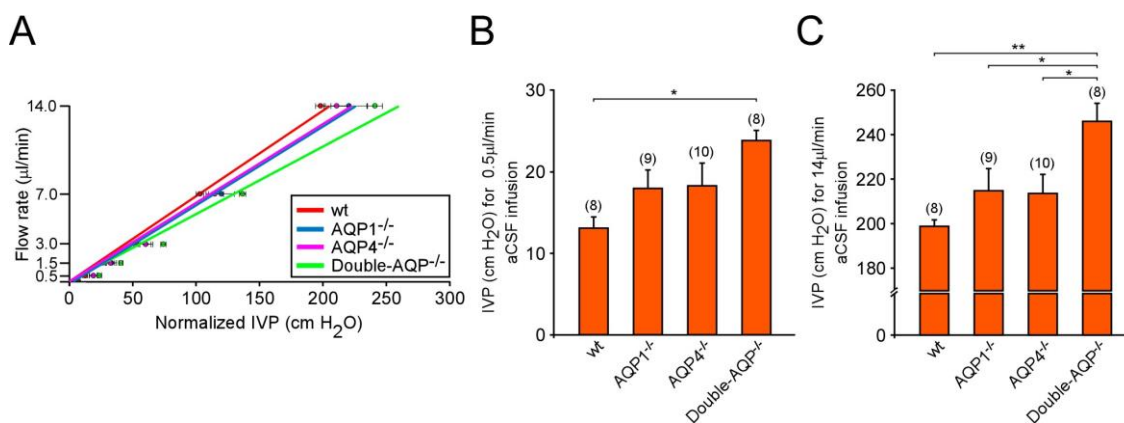 A
Flow rate (μl/min)
14.0
7.0
3.0
1.5
0.5
0 50 100 150 200 250 300
Normalized IVP (cm H₂O)
wt
AQP1⁻/⁻
AQP4⁻/⁻
Double-AQP⁻/⁻
B
IVP (cm H₂O) for 0.5μl/min
aCSF infusion
30
20
10
0
*
(8)
(9)
(10)
(8)
wt
AQP1⁻/⁻
AQP4⁻/⁻
Double-AQP⁻/⁻
C
IVP (cm H₂O) for 14μl/min
aCSF infusion
260
240
220
200
180
0
**
*
*
(8)
(9)
(10)
(8)
wt
AQP1⁻/⁻
AQP4⁻/⁻
Double-AQP⁻/⁻